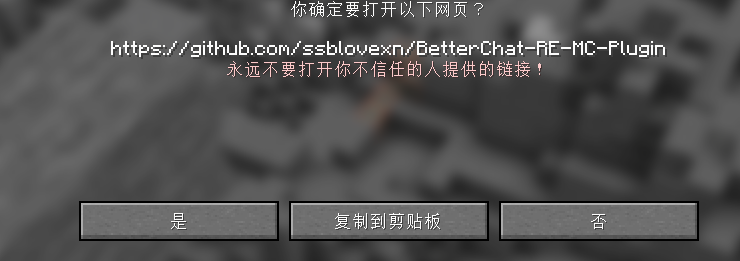 你确定要打开以下网页？
https://github.com/ssblovexn/BetterChat-RE-MC-Plugin
永远不要打开你不信任的人提供的链接！
是
复制到剪贴板
否